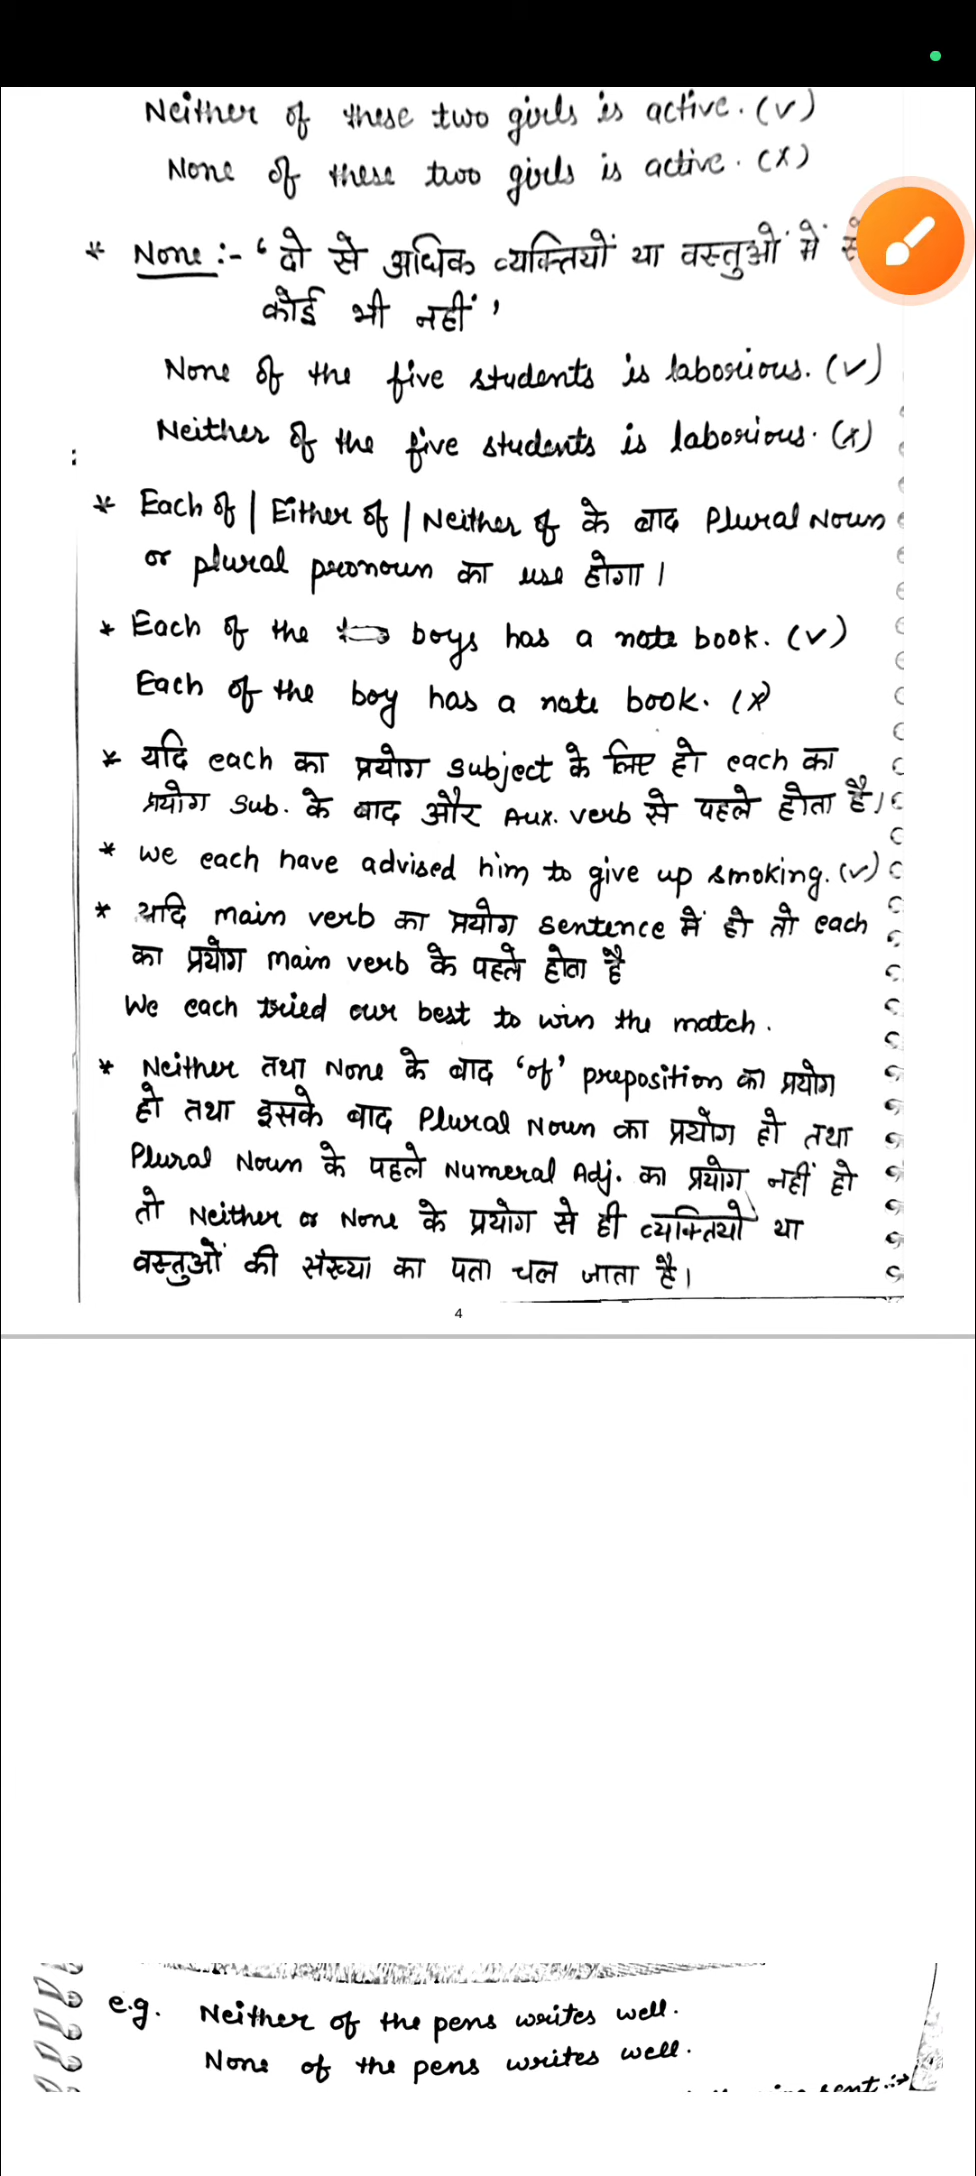 Neither of these two girls is active. (v)
None of these two girls is active. (x)
* None :- ‘ दो से अधिक व्यक्तियों या वस्तुओं में से
कोई भी नहीं ’
None of the five students is laborious. (v)
Neither of the five students is laborious. (x)
* Each of | Either of | Neither of के बाद Plural Noun
or plural pronoun का use होगा।
* Each of the boys has a note book. (v)
Each of the boy has a note book. (x)
* यदि each का प्रयोग Subject के लिए हो each का
प्रयोग Sub. के बाद और Aux. verb से पहले होता है।
* We each have advised him to give up smoking. (v)
* यदि main verb का प्रयोग sentence में हो तो each
का प्रयोग main verb के पहले होता है
We each tried our best to win the match.
* Neither तथा None के बाद ‘of’ preposition का प्रयोग
हो तथा इसके बाद Plural Noun का प्रयोग हो तथा
Plural Noun के पहले Numeral Adj. का प्रयोग नहीं हो
तो Neither or None के प्रयोग से ही व्यक्तियों या
वस्तुओं की संख्या का पता चल जाता है।
4
e.g. Neither of the pens writes well.
None of the pens writes well.
sent :->